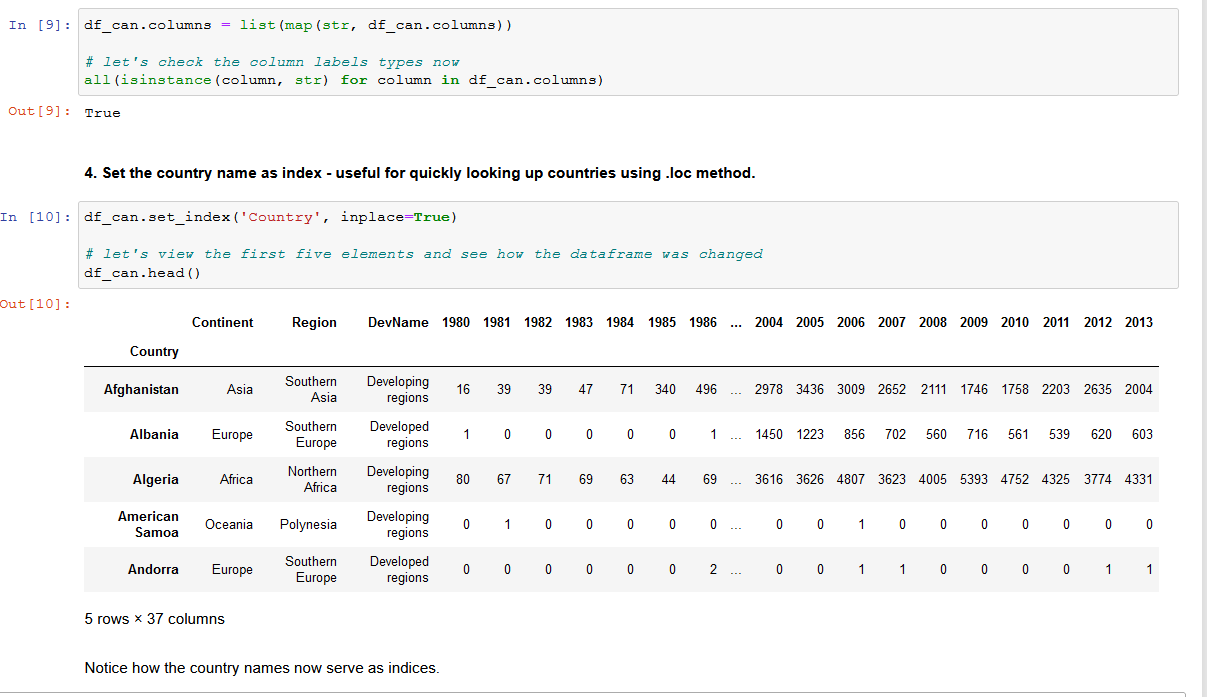 In [9]: df_can.columns = list(map(str, df_can.columns))
# let's check the column labels types now
all(isinstance(column, str) for column in df_can.columns)
Out[9]: True
4. Set the country name as index - useful for quickly looking up countries using .loc method.
In [10]: df_can.set_index('Country', inplace=True)
# let's view the first five elements and see how the dataframe was changed
df_can.head()
Out[10]:
Continent Region DevName 1980 1981 1982 1983 1984 1985 1986 ... 2004 2005 2006 2007 2008 2009 2010 2011 2012 2013
Country
Afghanistan Asia Southern Asia Developing regions 16 39 39 47 71 340 496 ... 2978 3436 3009 2652 2111 1746 1758 2203 2635 2004
Albania Europe Southern Europe Developed regions 1 0 0 0 0 0 1 ... 1450 1223 856 702 560 716 561 539 620 603
Algeria Africa Northern Africa Developing regions 80 67 71 69 63 44 69 ... 3616 3626 4807 3623 4005 5393 4752 4325 3774 4331
American Samoa Oceania Polynesia Developing regions 0 1 0 0 0 0 0 ... 0 0 1 0 0 0 0 0 0 0
Andorra Europe Southern Europe Developed regions 0 0 0 0 0 0 2 ... 0 0 1 1 0 0 0 0 1 1
5 rows × 37 columns
Notice how the country names now serve as indices.